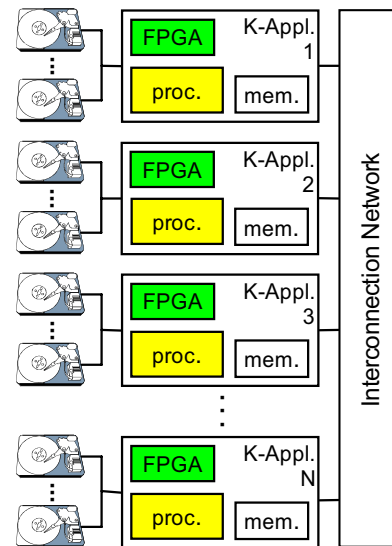 FPGA
K-Appl.
1
proc.
mem.
FPGA
K-Appl.
2
proc.
mem.
FPGA
K-Appl.
3
proc.
mem.
FPGA
K-Appl.
N
proc.
mem.
Interconnection Network